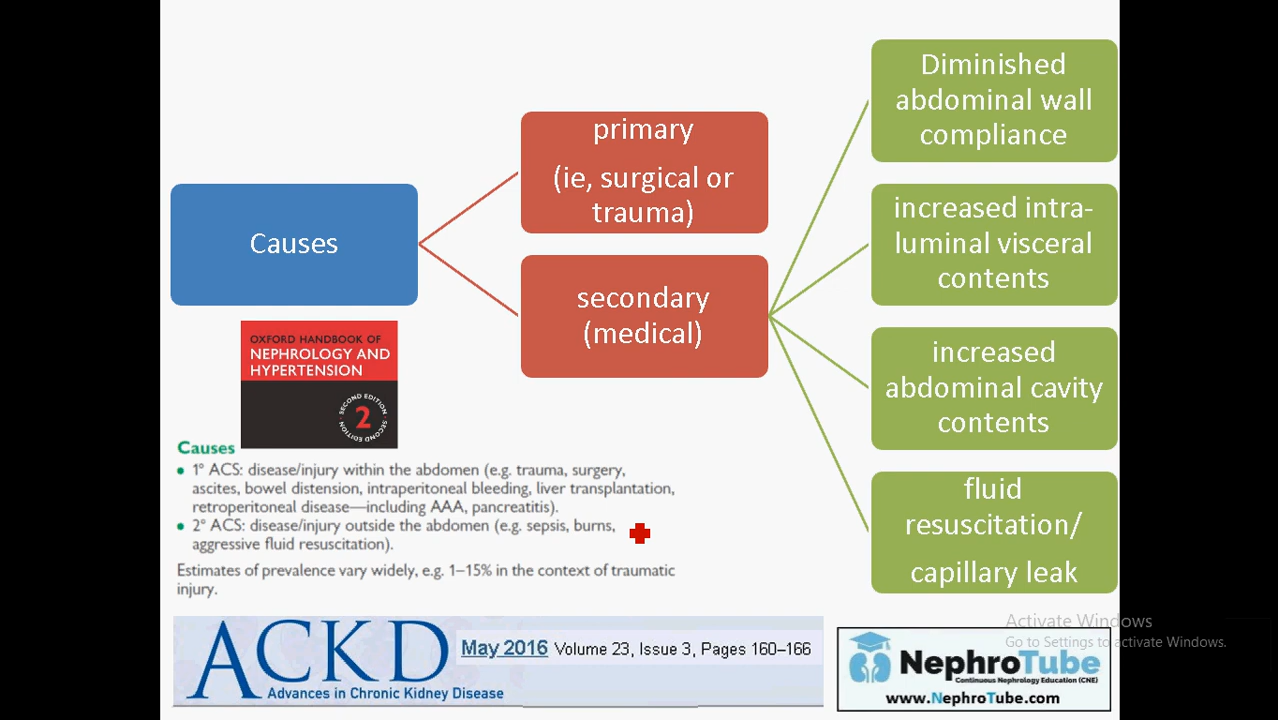 Causes
primary
(ie, surgical or
trauma)
secondary
(medical)
Diminished
abdominal wall
compliance
increased intra-
luminal visceral
contents
increased
abdominal cavity
contents
fluid
resuscitation/
capillary leak
OXFORD HANDBOOK OF
NEPHROLOGY AND
HYPERTENSION
SECOND EDITION
2
SECOND EDITION
Causes
• 1° ACS: disease/injury within the abdomen (e.g. trauma, surgery,
ascites, bowel distension, intraperitoneal bleeding, liver transplantation,
retroperitoneal disease—including AAA, pancreatitis).
• 2° ACS: disease/injury outside the abdomen (e.g. sepsis, burns,
aggressive fluid resuscitation).
Estimates of prevalence vary widely, e.g. 1–15% in the context of traumatic
injury.
ACKD
Advances in Chronic Kidney Disease
May 2016 Volume 23, Issue 3, Pages 160–166
Activate Windows
Go to Settings to activate Windows.
NephroTube
Continuous Nephrology Education (CNE)
www.NephroTube.com